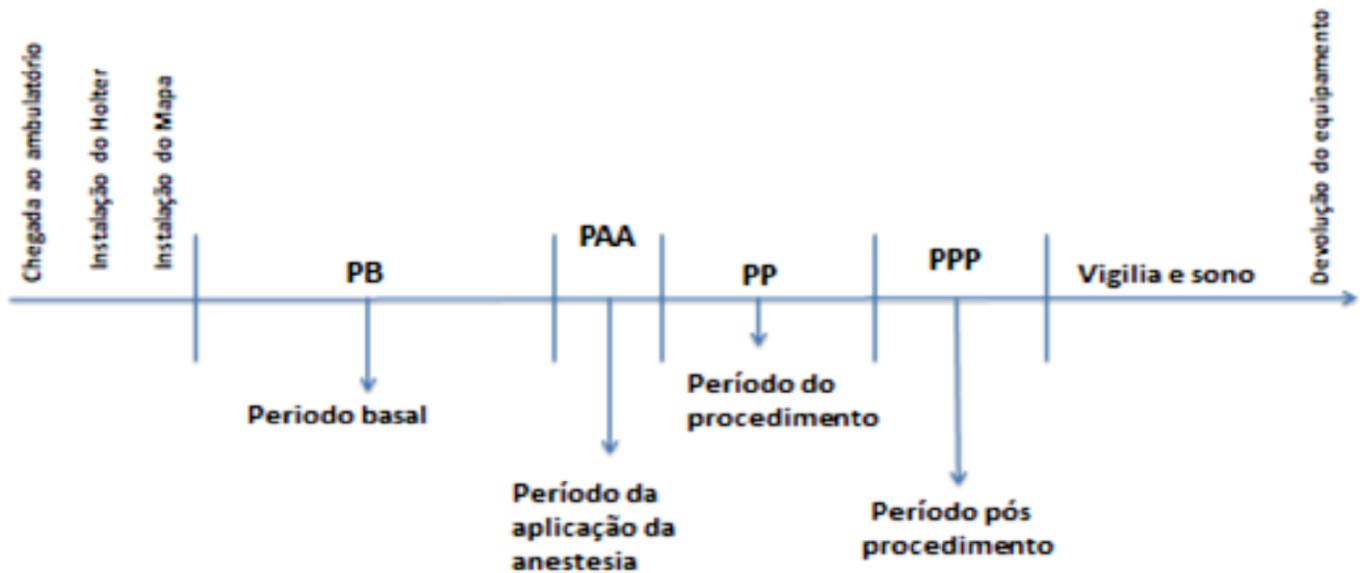 Chegada ao ambulatório
Instalação do Holter
Instalação do Mapa
PB
PAA
PP
PPP
Vigilia e sono
Devolução do equipamento
Periodo basal
Período da
aplicação da
anestesia
Período do
procedimento
Período pós
procedimento